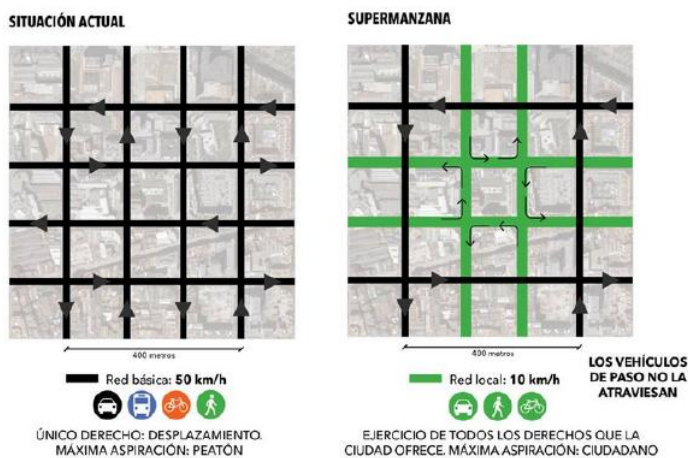 SITUACIÓN ACTUAL
400 metros
Red básica: 50 km/h
ÚNICO DERECHO: DESPLAZAMIENTO.
MÁXIMA ASPIRACIÓN: PEATÓN
SUPERMANZANA
400 metros
Red local: 10 km/h
LOS VEHÍCULOS
DE PASO NO LA
ATRAVIESAN
EJERCICIO DE TODOS LOS DERECHOS QUE LA
CIUDAD OFRECE. MÁXIMA ASPIRACIÓN: CIUDADANO